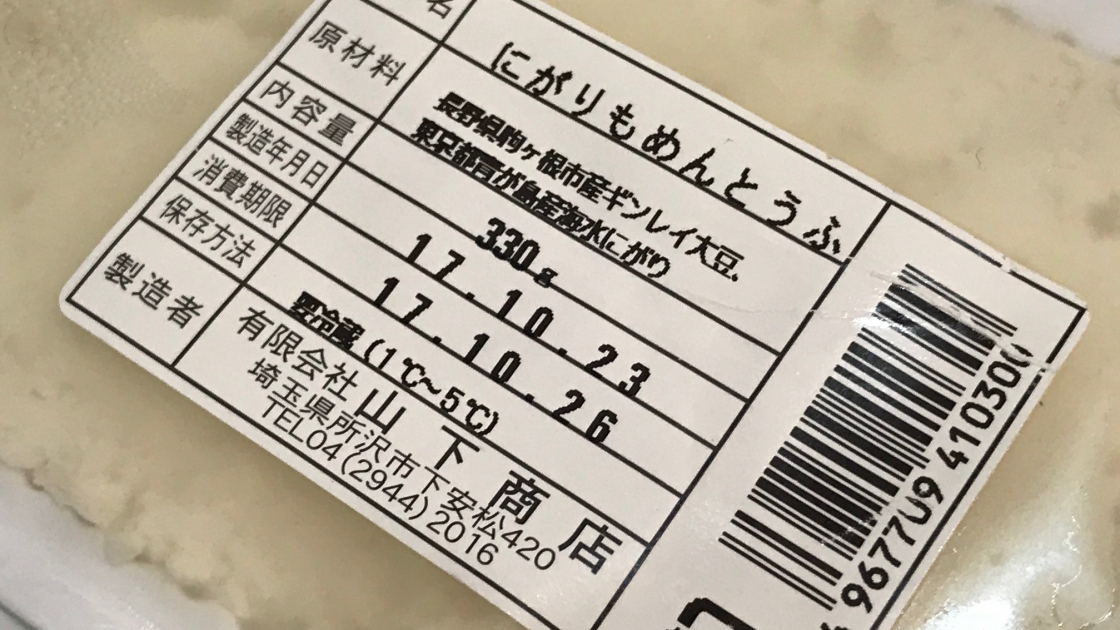 名 にがりもめんとうふ
原材料 長野県駒ヶ根市産ギンレイ大豆、
東京都青が島産海水にがり
内容量 330g
製造年月日 17.10.23
消費期限 17.10.26
保存方法 要冷蔵(1℃〜5℃)
製造者 有限会社 山下商店
埼玉県所沢市下安松420
TEL04(2944)2016